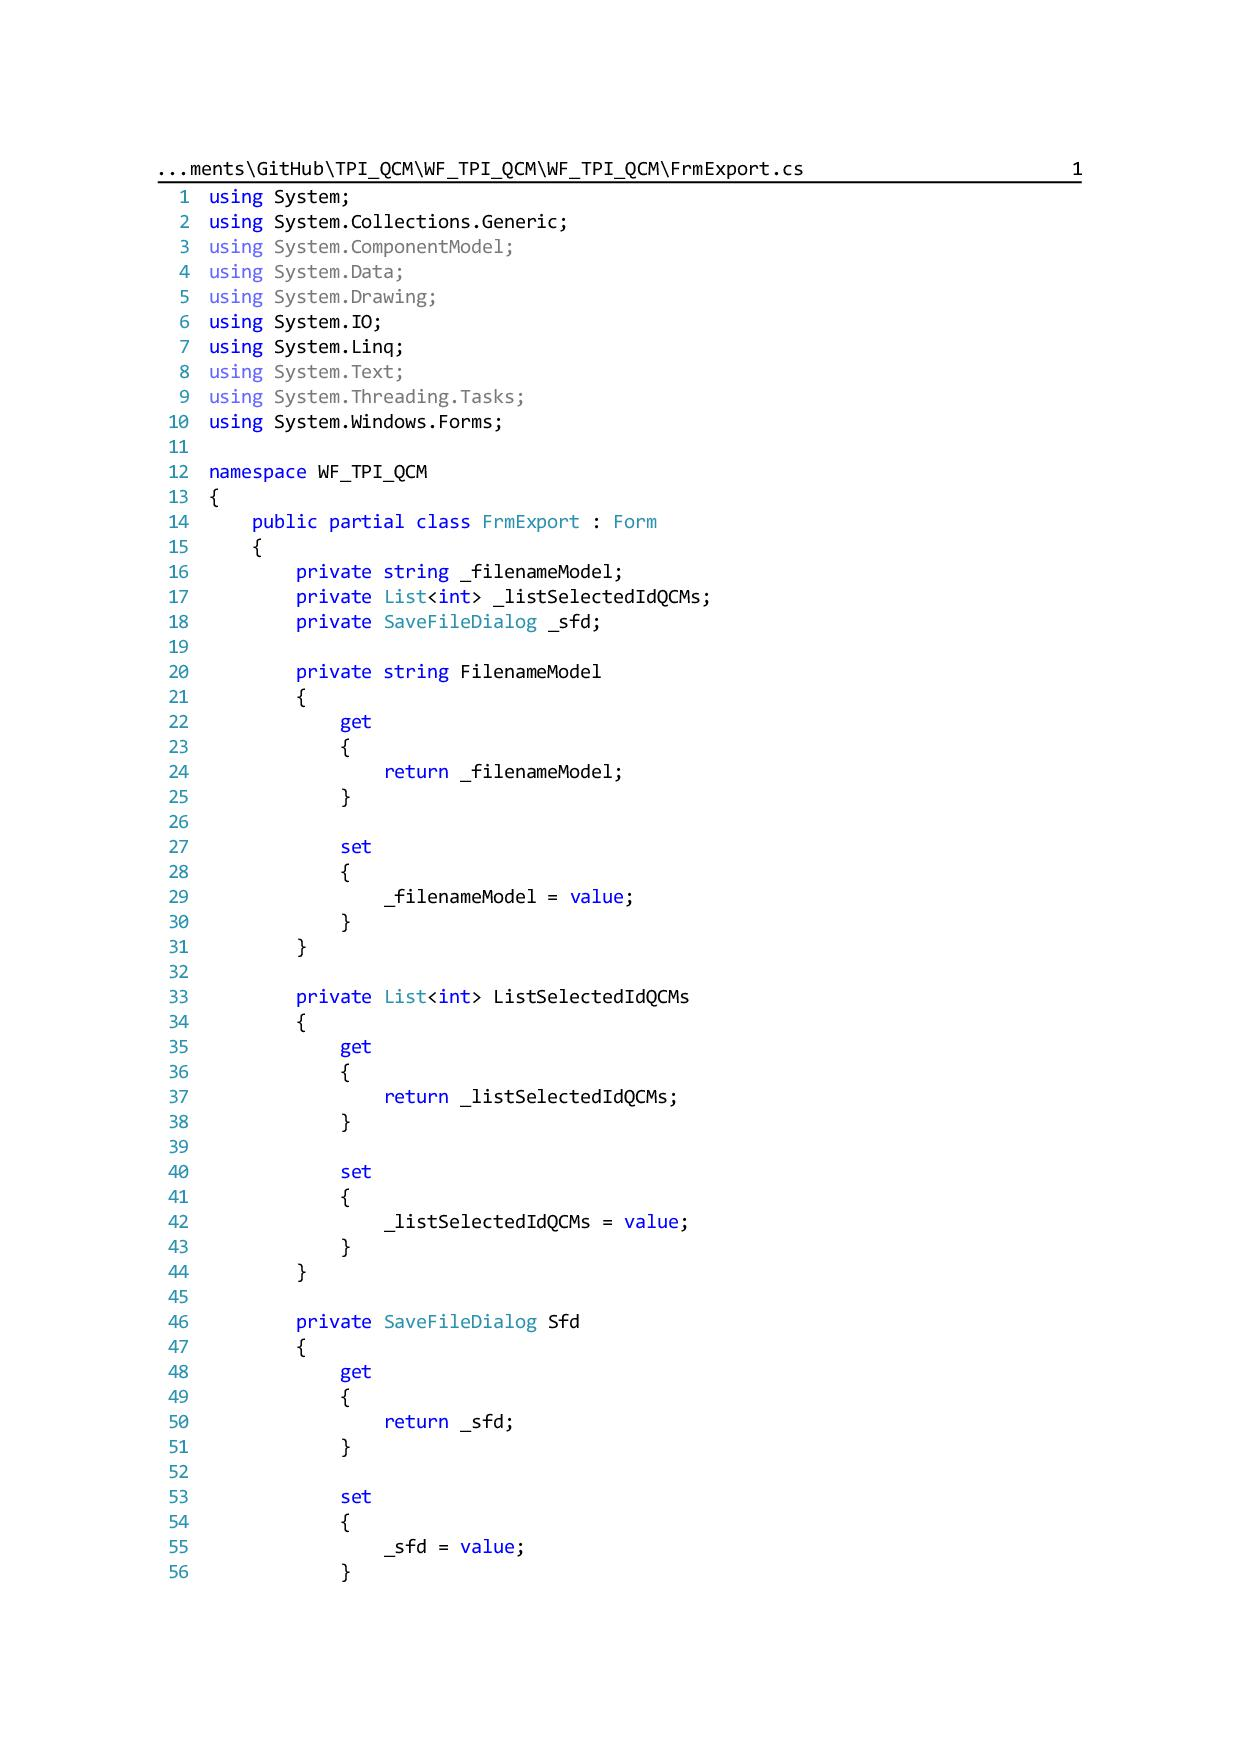 ...ments\GitHub\TPI_QCM\WF_TPI_QCM\WF_TPI_QCM\FrmExport.cs 1
1 using System;
2 using System.Collections.Generic;
3 using System.ComponentModel;
4 using System.Data;
5 using System.Drawing;
6 using System.IO;
7 using System.Linq;
8 using System.Text;
9 using System.Threading.Tasks;
10 using System.Windows.Forms;
11
12 namespace WF_TPI_QCM
13 {
14     public partial class FrmExport : Form
15     {
16         private string _filenameModel;
17         private List<int> _listSelectedIdQCMs;
18         private SaveFileDialog _sfd;
19
20         private string FilenameModel
21         {
22             get
23             {
24                 return _filenameModel;
25             }
26
27             set
28             {
29                 _filenameModel = value;
30             }
31         }
32
33         private List<int> ListSelectedIdQCMs
34         {
35             get
36             {
37                 return _listSelectedIdQCMs;
38             }
39
40             set
41             {
42                 _listSelectedIdQCMs = value;
43             }
44         }
45
46         private SaveFileDialog Sfd
47         {
48             get
49             {
50                 return _sfd;
51             }
52
53             set
54             {
55                 _sfd = value;
56             }